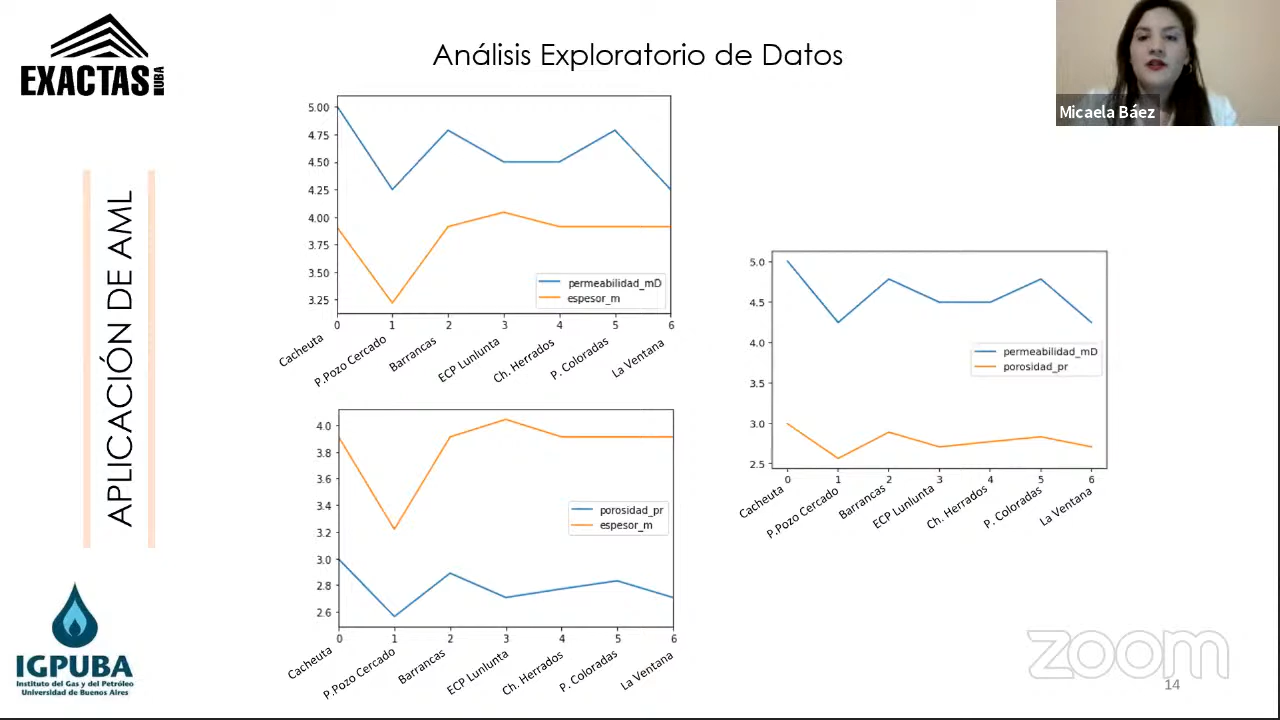 EXACTAS UBA
Análisis Exploratorio de Datos
Micaela Báez
APLICACIÓN DE AML
5.00
4.75
4.50
4.25
4.00
3.75
3.50
3.25
permeabilidad_mD
espesor_m
0 1 2 3 4 5 6
Cacheuta P.Pozo Cercado Barrancas ECP Lunlunta Ch. Herrados P. Coloradas La Ventana
5.0
4.5
4.0
3.5
3.0
2.5
permeabilidad_mD
porosidad_pr
0 1 2 3 4 5 6
Cacheuta P.Pozo Cercado Barrancas ECP Lunlunta Ch. Herrados P. Coloradas La Ventana
4.0
3.8
3.6
3.4
3.2
3.0
2.8
2.6
porosidad_pr
espesor_m
0 1 2 3 4 5 6
Cacheuta P.Pozo Cercado Barrancas ECP Lunlunta Ch. Herrados P. Coloradas La Ventana
IGPUBA
Instituto del Gas y del Petróleo
Universidad de Buenos Aires
zoom
14